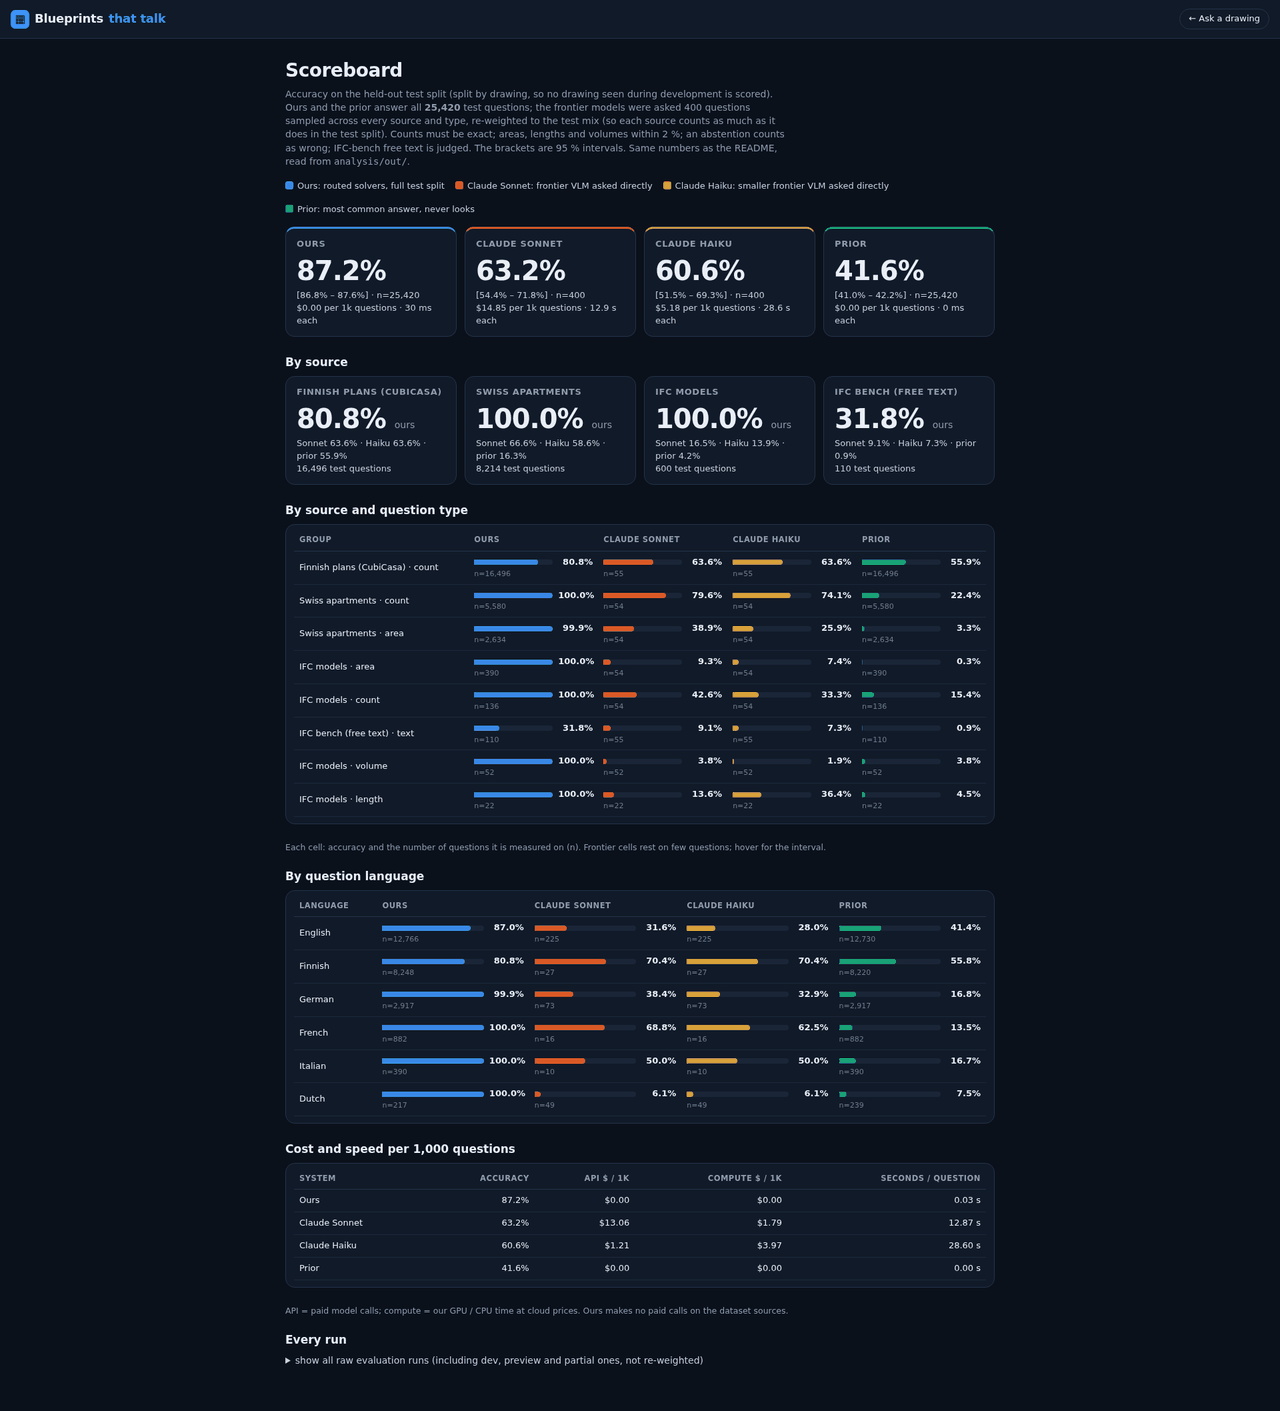 Blueprints that talk
← Ask a drawing
Scoreboard
Accuracy on the held-out test split (split by drawing, so no drawing seen during development is scored).
Ours and the prior answer all 25,420 test questions; the frontier models were asked 400 questions
sampled across every source and type, re-weighted to the test mix (so each source counts as much as it
does in the test split). Counts must be exact; areas, lengths and volumes within 2 %; an abstention counts
as wrong; IFC-bench free text is judged. The brackets are 95 % intervals. Same numbers as the README,
read from analysis/out/.
Ours: routed solvers, full test split Claude Sonnet: frontier VLM asked directly Claude Haiku: smaller frontier VLM asked directly
Prior: most common answer, never looks
OURS
87.2%
[86.8% – 87.6%] · n=25,420
$0.00 per 1k questions · 30 ms
each
CLAUDE SONNET
63.2%
[54.4% – 71.8%] · n=400
$14.85 per 1k questions · 12.9 s
each
CLAUDE HAIKU
60.6%
[51.5% – 69.3%] · n=400
$5.18 per 1k questions · 28.6 s
each
PRIOR
41.6%
[41.0% – 42.2%] · n=25,420
$0.00 per 1k questions · 0 ms
each
By source
FINNISH PLANS (CUBICASA)
80.8% ours
Sonnet 63.6% · Haiku 63.6% ·
prior 55.9%
16,496 test questions
SWISS APARTMENTS
100.0% ours
Sonnet 66.6% · Haiku 58.6% ·
prior 16.3%
8,214 test questions
IFC MODELS
100.0% ours
Sonnet 16.5% · Haiku 13.9% ·
prior 4.2%
600 test questions
IFC BENCH (FREE TEXT)
31.8% ours
Sonnet 9.1% · Haiku 7.3% · prior
0.9%
110 test questions
By source and question type
GROUP OURS CLAUDE SONNET CLAUDE HAIKU PRIOR
Finnish plans (CubiCasa) · count 80.8% 63.6% 63.6% 55.9%
n=16,496 n=55 n=55 n=16,496
Swiss apartments · count 100.0% 79.6% 74.1% 22.4%
n=5,580 n=54 n=54 n=5,580
Swiss apartments · area 99.9% 38.9% 25.9% 3.3%
n=2,634 n=54 n=54 n=2,634
IFC models · area 100.0% 9.3% 7.4% 0.3%
n=390 n=54 n=54 n=390
IFC models · count 100.0% 42.6% 33.3% 15.4%
n=136 n=54 n=54 n=136
IFC bench (free text) · text 31.8% 9.1% 7.3% 0.9%
n=110 n=55 n=55 n=110
IFC models · volume 100.0% 3.8% 1.9% 3.8%
n=52 n=52 n=52 n=52
IFC models · length 100.0% 13.6% 36.4% 4.5%
n=22 n=22 n=22 n=22
Each cell: accuracy and the number of questions it is measured on (n). Frontier cells rest on few questions; hover for the interval.
By question language
LANGUAGE OURS CLAUDE SONNET CLAUDE HAIKU PRIOR
English 87.0% 31.6% 28.0% 41.4%
n=12,766 n=225 n=225 n=12,730
Finnish 80.8% 70.4% 70.4% 55.8%
n=8,248 n=27 n=27 n=8,220
German 99.9% 38.4% 32.9% 16.8%
n=2,917 n=73 n=73 n=2,917
French 100.0% 68.8% 62.5% 13.5%
n=882 n=16 n=16 n=882
Italian 100.0% 50.0% 50.0% 16.7%
n=390 n=10 n=10 n=390
Dutch 100.0% 6.1% 6.1% 7.5%
n=217 n=49 n=49 n=239
Cost and speed per 1,000 questions
SYSTEM ACCURACY API $ / 1K COMPUTE $ / 1K SECONDS / QUESTION
Ours 87.2% $0.00 $0.00 0.03 s
Claude Sonnet 63.2% $13.06 $1.79 12.87 s
Claude Haiku 60.6% $1.21 $3.97 28.60 s
Prior 41.6% $0.00 $0.00 0.00 s
API = paid model calls; compute = our GPU / CPU time at cloud prices. Ours makes no paid calls on the dataset sources.
Every run
▶ show all raw evaluation runs (including dev, preview and partial ones, not re-weighted)